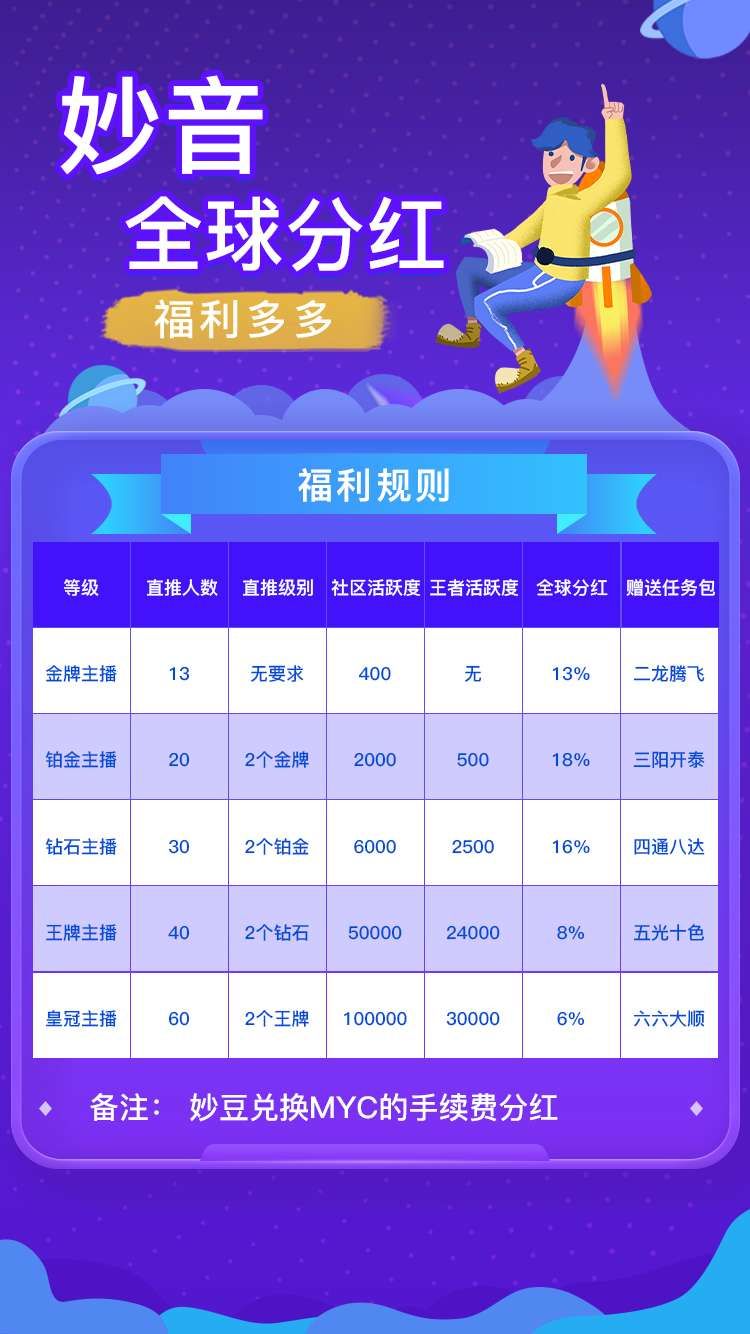 妙音
全球分红
福利多多
福利规则
等级 直推人数 直推级别 社区活跃度 王者活跃度 全球分红 赠送任务包
金牌主播 13 无要求 400 无 13% 二龙腾飞
铂金主播 20 2个金牌 2000 500 18% 三阳开泰
钻石主播 30 2个铂金 6000 2500 16% 四通八达
王牌主播 40 2个钻石 50000 24000 8% 五光十色
皇冠主播 60 2个王牌 100000 30000 6% 六六大顺
备注： 妙豆兑换MYC的手续费分红